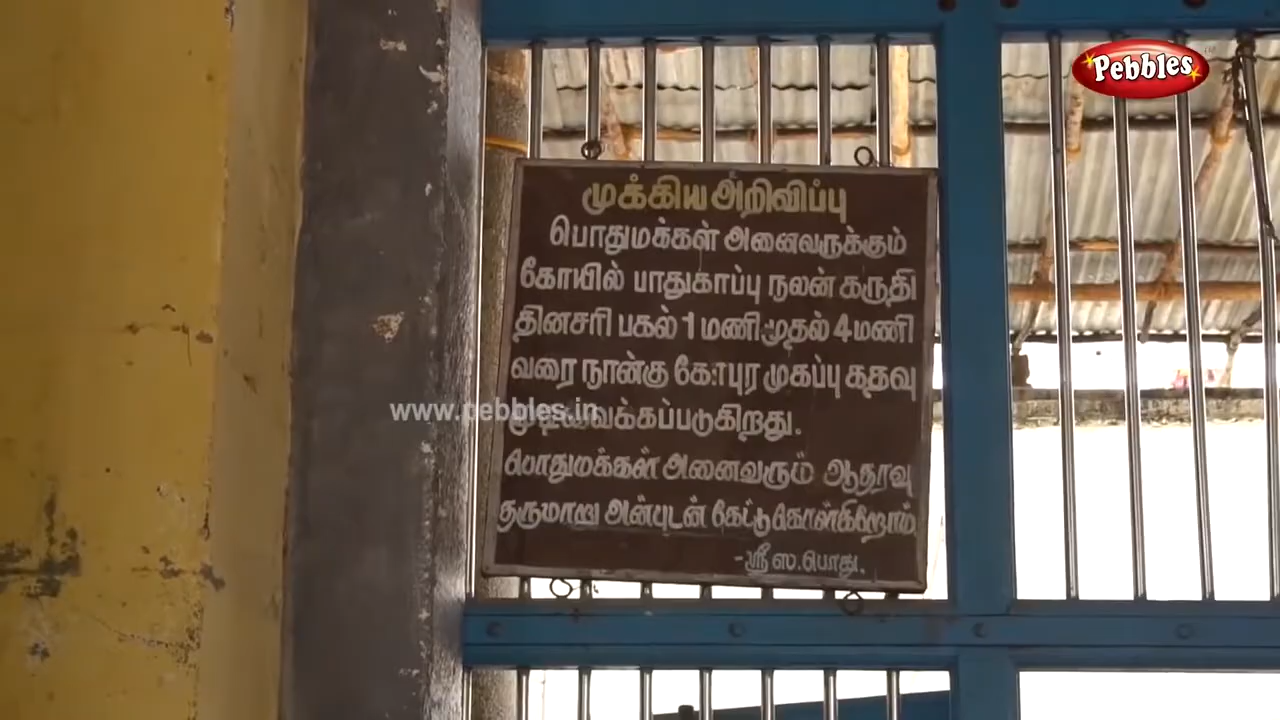 Pebbles
முக்கிய அறிவிப்பு
பொதுமக்கள் அனைவருக்கும்
கோயில் பாதுகாப்பு நலன் கருதி
தினசரி பகல் 1 மணி முதல் 4 மணி
வரை நான்கு கோபுர முகப்பு கதவு
www.pebbles.in
மூடிவைக்கப்படுகிறது.
பொதுமக்கள் அனைவரும் ஆதரவு
தருமாறு அன்புடன் கேட்டுகொள்கிறோம்
-ஸ்ரீ ஸ.பொது.